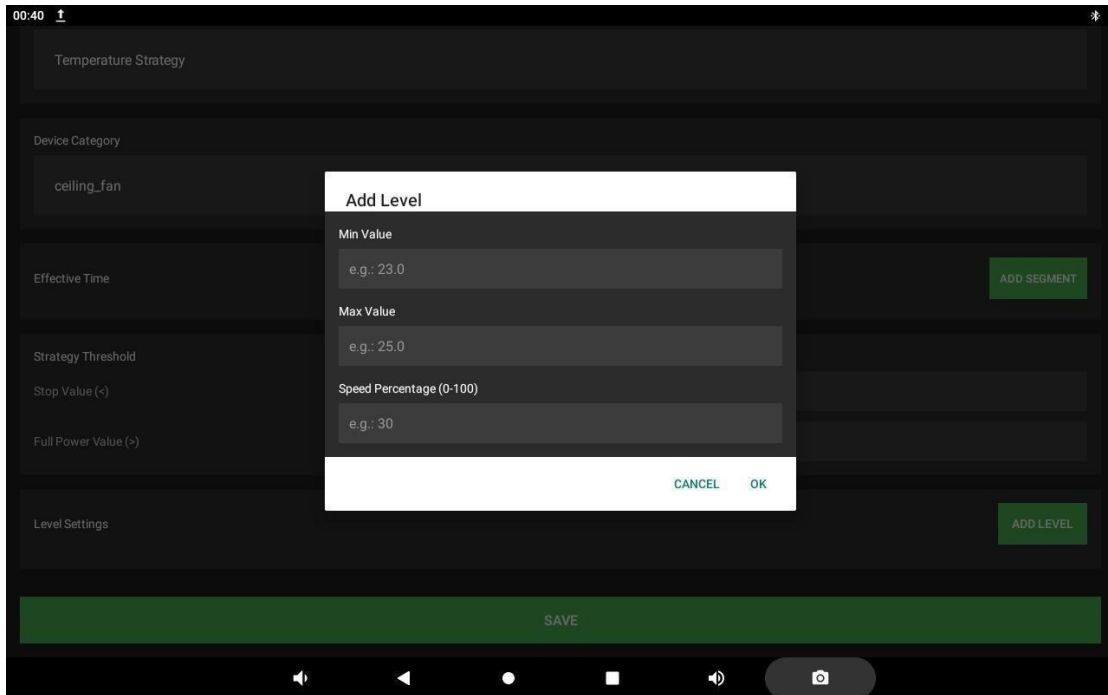 00:40
Temperature Strategy
Device Category
ceiling_fan
Add Level
Min Value
e.g.: 23.0
Effective Time
ADD SEGMENT
Max Value
e.g.: 25.0
Strategy Threshold
Stop Value (<)
Speed Percentage (0-100)
e.g.: 30
Full Power Value (>)
CANCEL OK
Level Settings
ADD LEVEL
SAVE